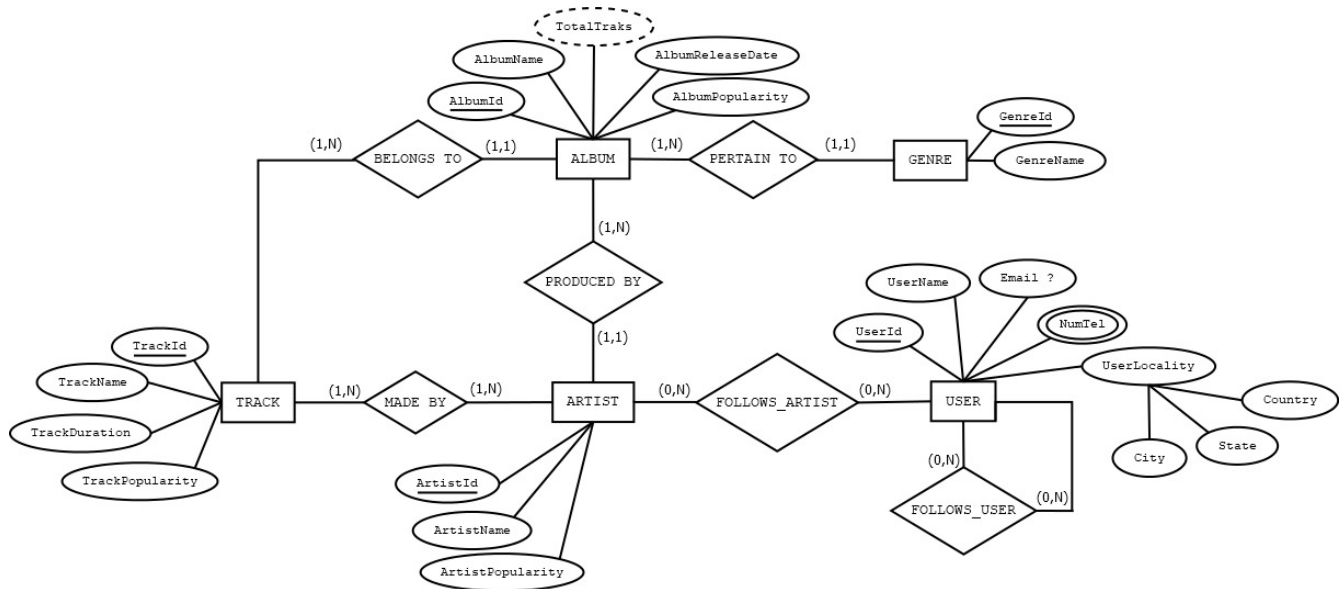 TotalTraks
AlbumName
AlbumReleaseDate
AlbumId
AlbumPopularity
GenreId
(1,N)
BELONGS TO
(1,1)
ALBUM
(1,N)
PERTAIN TO
(1,1)
GENRE
GenreName
(1,N)
PRODUCED BY
(1,1)
UserName
Email ?
NumTel
UserId
UserLocality
Country
State
City
TrackId
TrackName
TrackDuration
TrackPopularity
TRACK
(1,N)
MADE BY
(1,N)
ARTIST
(0,N)
FOLLOWS_ARTIST
(0,N)
USER
(0,N)
(0,N)
FOLLOWS_USER
ArtistId
ArtistName
ArtistPopularity